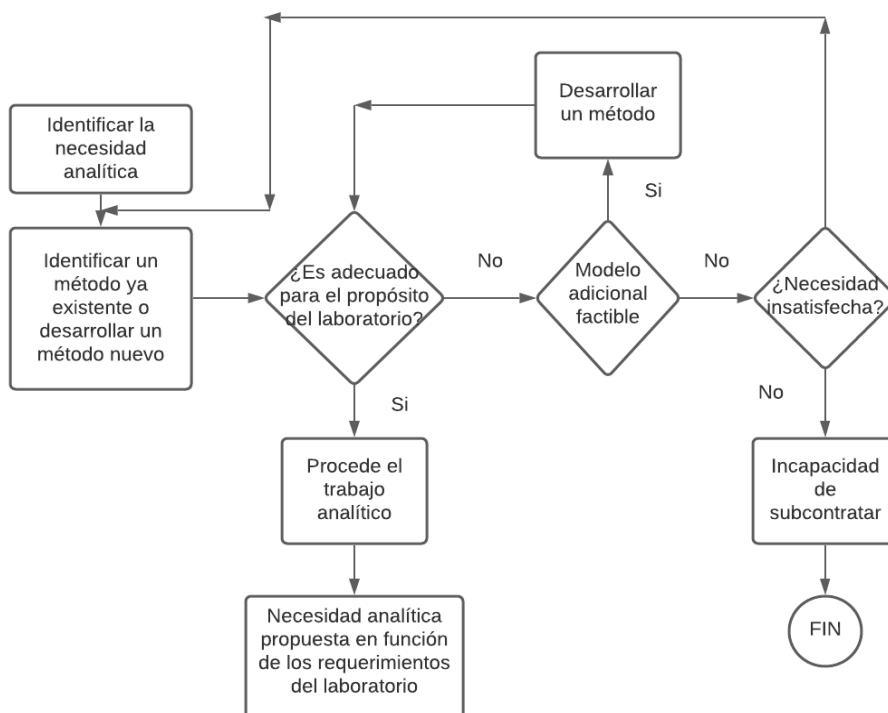 Identificar la
necesidad
analítica
Identificar un
método ya
existente o
desarrollar un
método nuevo
¿Es adecuado
para el propósito
del laboratorio?
No
Si
Desarrollar
un método
Si
Modelo
adicional
factible
No
¿Necesidad
insatisfecha?
No
Procede el
trabajo
analítico
Necesidad analítica
propuesta en función
de los requerimientos
del laboratorio
Incapacidad
de
subcontratar
FIN